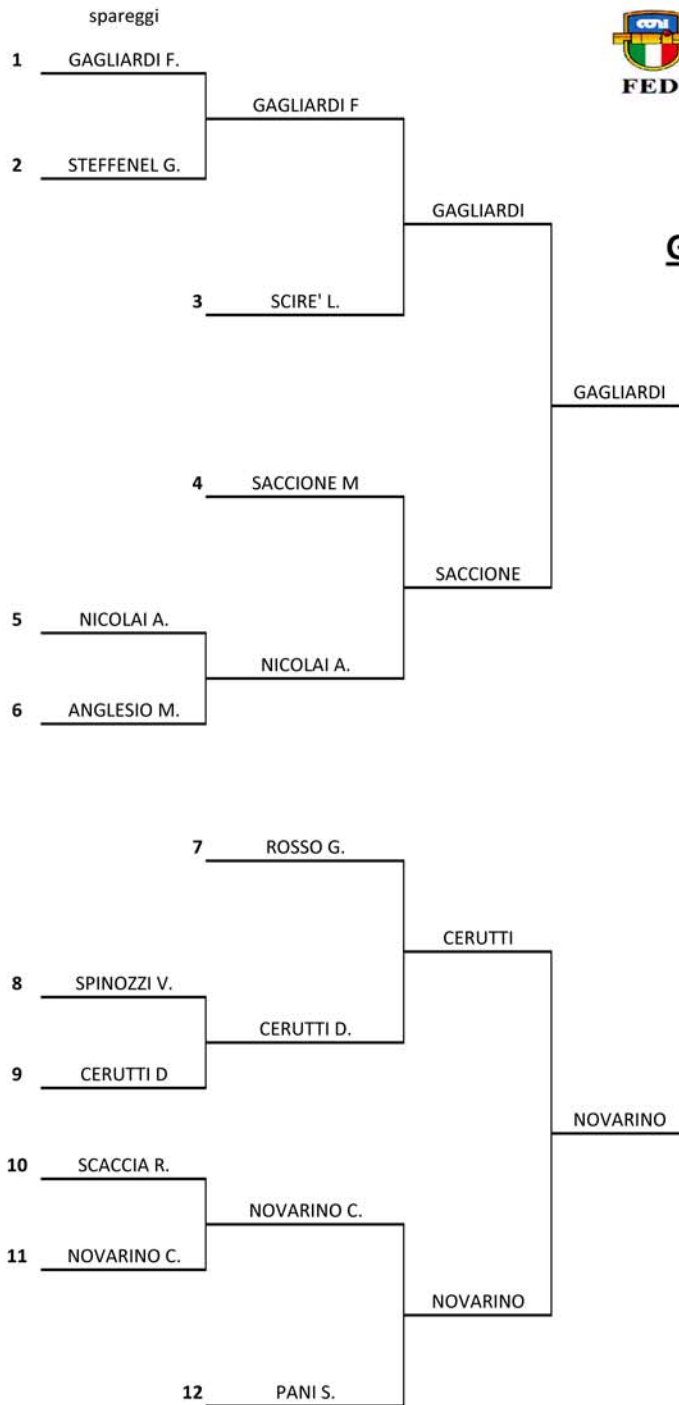 spareggi
1 GAGLIARDI F.
CONI
FED
GAGLIARDI F
2 STEFFENEL G.
GAGLIARDI
G
3 SCIRE' L.
GAGLIARDI
4 SACCIONE M
SACCIONE
5 NICOLAI A.
NICOLAI A.
6 ANGLESIO M.
7 ROSSO G.
CERUTTI
8 SPINOZZI V.
CERUTTI D.
9 CERUTTI D
NOVARINO
10 SCACCIA R.
NOVARINO C.
11 NOVARINO C.
NOVARINO
12 PANI S.